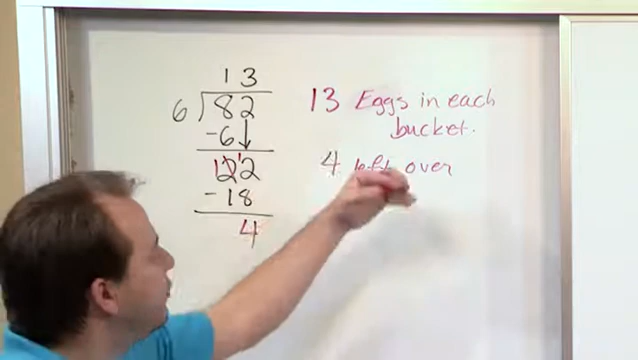 13
6)82
-6↓
22
-18
4
13 Eggs in each
bucket.
4 left over